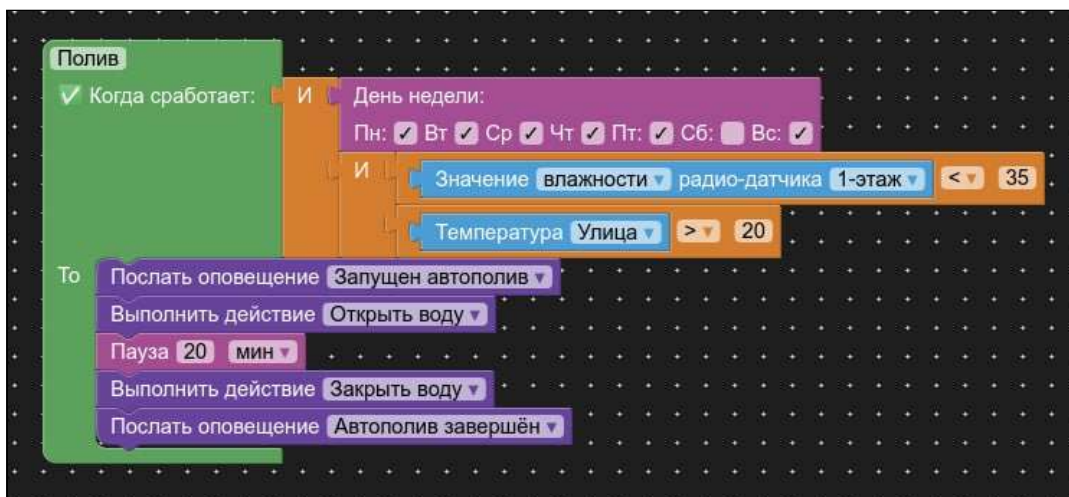 Полив
Когда сработает: И День недели:
Пн: Вт Ср Чт Пт: Сб: Вс:
И Значение влажности радио-датчика 1-этаж < 35
Температура Улица > 20
То Послать оповещение Запущен автополив
Выполнить действие Открыть воду
Пауза 20 мин
Выполнить действие Закрыть воду
Послать оповещение Автополив завершён